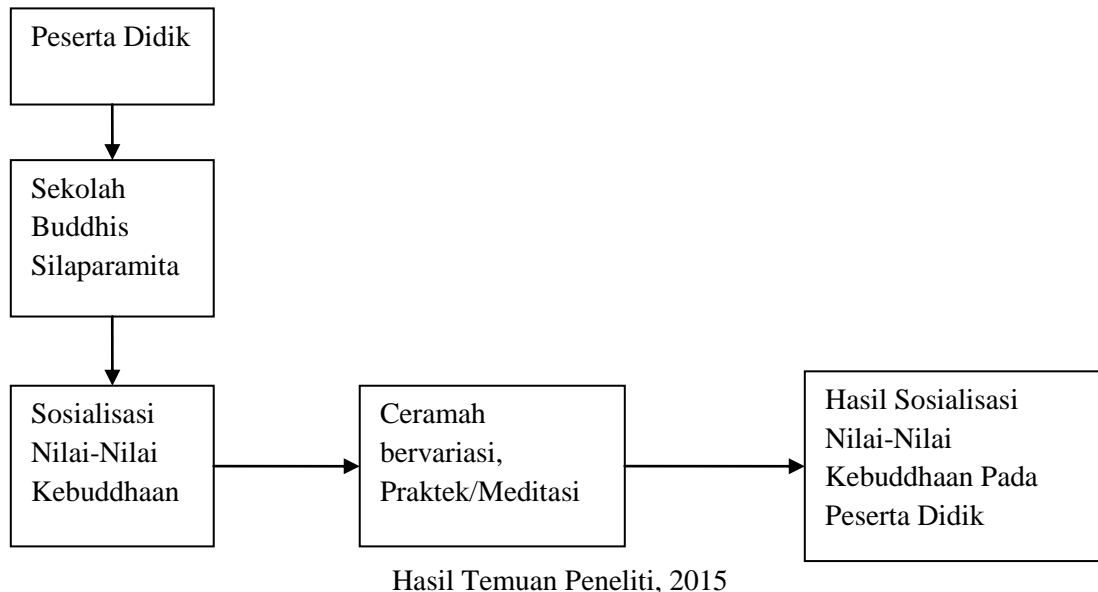 Peserta Didik
Sekolah
Buddhis
Silaparamita
Sosialisasi
Nilai-Nilai
Kebuddhaan
Ceramah
bervariasi,
Praktek/Meditasi
Hasil Sosialisasi
Nilai-Nilai
Kebuddhaan Pada
Peserta Didik
Hasil Temuan Peneliti, 2015